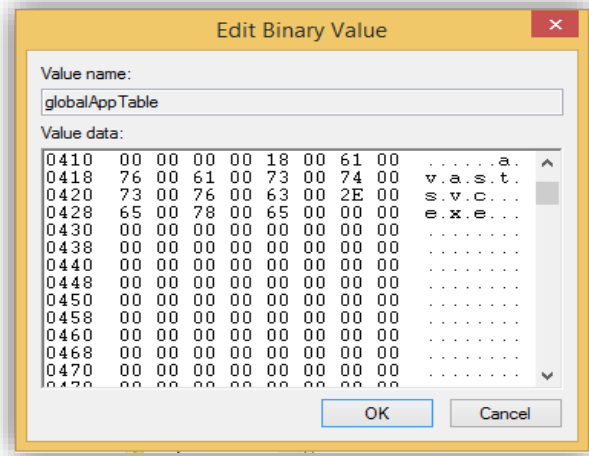 Edit Binary Value
Value name:
globalAppTable
Value data:
0410 00 00 00 00 18 00 61 00 . . . . . . a .
0418 76 00 61 00 73 00 74 00 v . a . s . t .
0420 73 00 76 00 63 00 2E 00 s . v . c . . .
0428 65 00 78 00 65 00 00 00 e . x . e . . .
0430 00 00 00 00 00 00 00 00 . . . . . . . .
0438 00 00 00 00 00 00 00 00 . . . . . . . .
0440 00 00 00 00 00 00 00 00 . . . . . . . .
0448 00 00 00 00 00 00 00 00 . . . . . . . .
0450 00 00 00 00 00 00 00 00 . . . . . . . .
0458 00 00 00 00 00 00 00 00 . . . . . . . .
0460 00 00 00 00 00 00 00 00 . . . . . . . .
0468 00 00 00 00 00 00 00 00 . . . . . . . .
0470 00 00 00 00 00 00 00 00 . . . . . . . .
OK Cancel